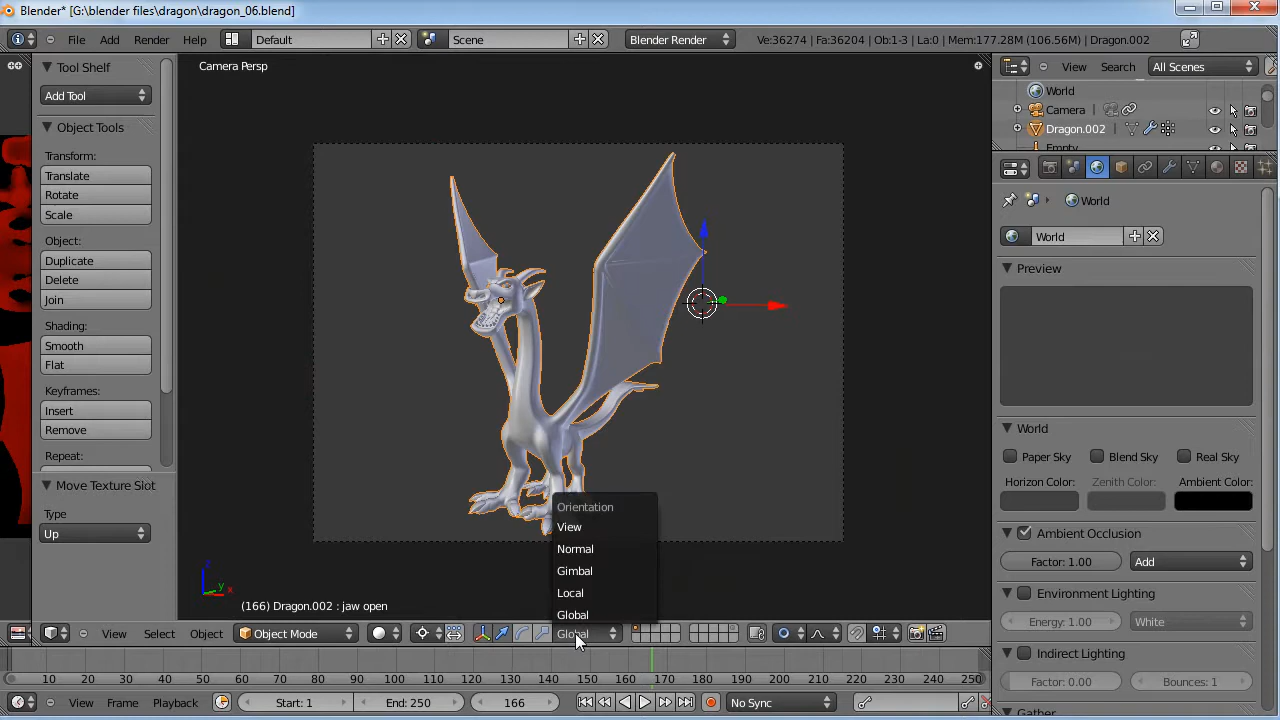 Blender* [G:\blender files\dragon\dragon_06.blend]
File Add Render Help Default Scene Blender Render Ve:36274 | Fa:36204 | Ob:1-3 | La:0 | Mem:177.28M (106.56M) | Dragon.002
Tool Shelf
Add Tool
Object Tools
Transform:
Translate
Rotate
Scale
Object:
Duplicate
Delete
Join
Shading:
Smooth
Flat
Keyframes:
Insert
Remove
Repeat:
Move Texture Slot
Type
Up
Camera Persp
z
y
x
(166) Dragon.002 : jaw open
Orientation
View
Normal
Gimbal
Local
Global
View Select Object Object Mode Global
View Search All Scenes
World
Camera
Dragon.002
Empty
World
World
Preview
World
Paper Sky Blend Sky Real Sky
Horizon Color: Zenith Color: Ambient Color:
Ambient Occlusion
Factor: 1.00 Add
Environment Lighting
Energy: 1.00 White
Indirect Lighting
Factor: 0.00 Bounces: 1
Gather
10 20 30 40 50 60 70 80 90 100 110 120 130 140 150 160 170 180 190 200 210 220 230 240 250
View Frame Playback Start: 1 End: 250 166 No Sync